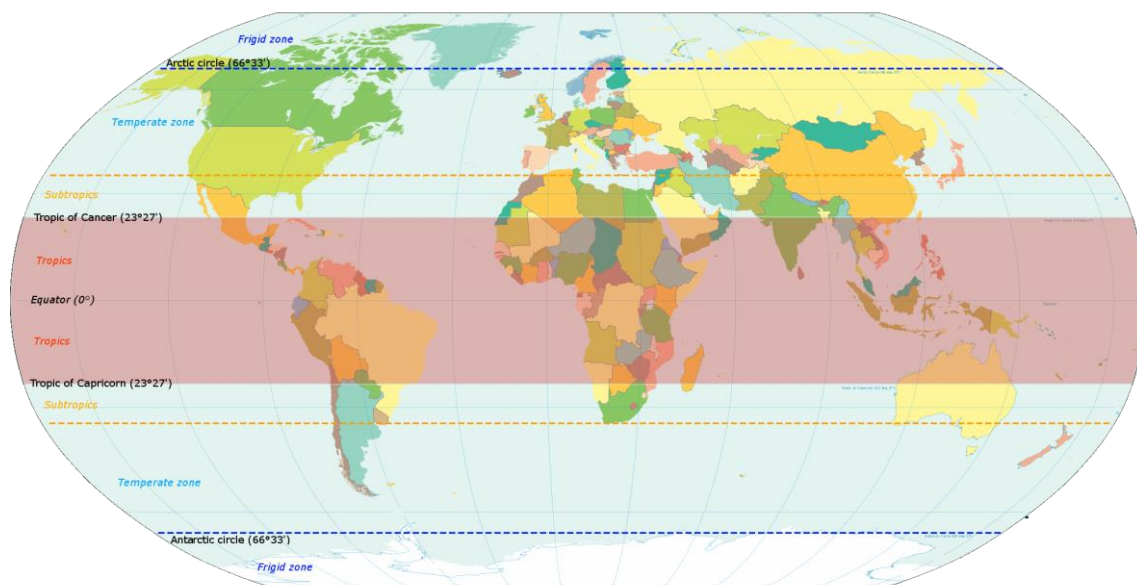 Frigid zone
Arctic circle (66°33')
Temperate zone
Subtropics
Tropic of Cancer (23°27')
Tropics
Equator (0°)
Tropics
Tropic of Capricorn (23°27')
Subtropics
Temperate zone
Antarctic circle (66°33')
Frigid zone